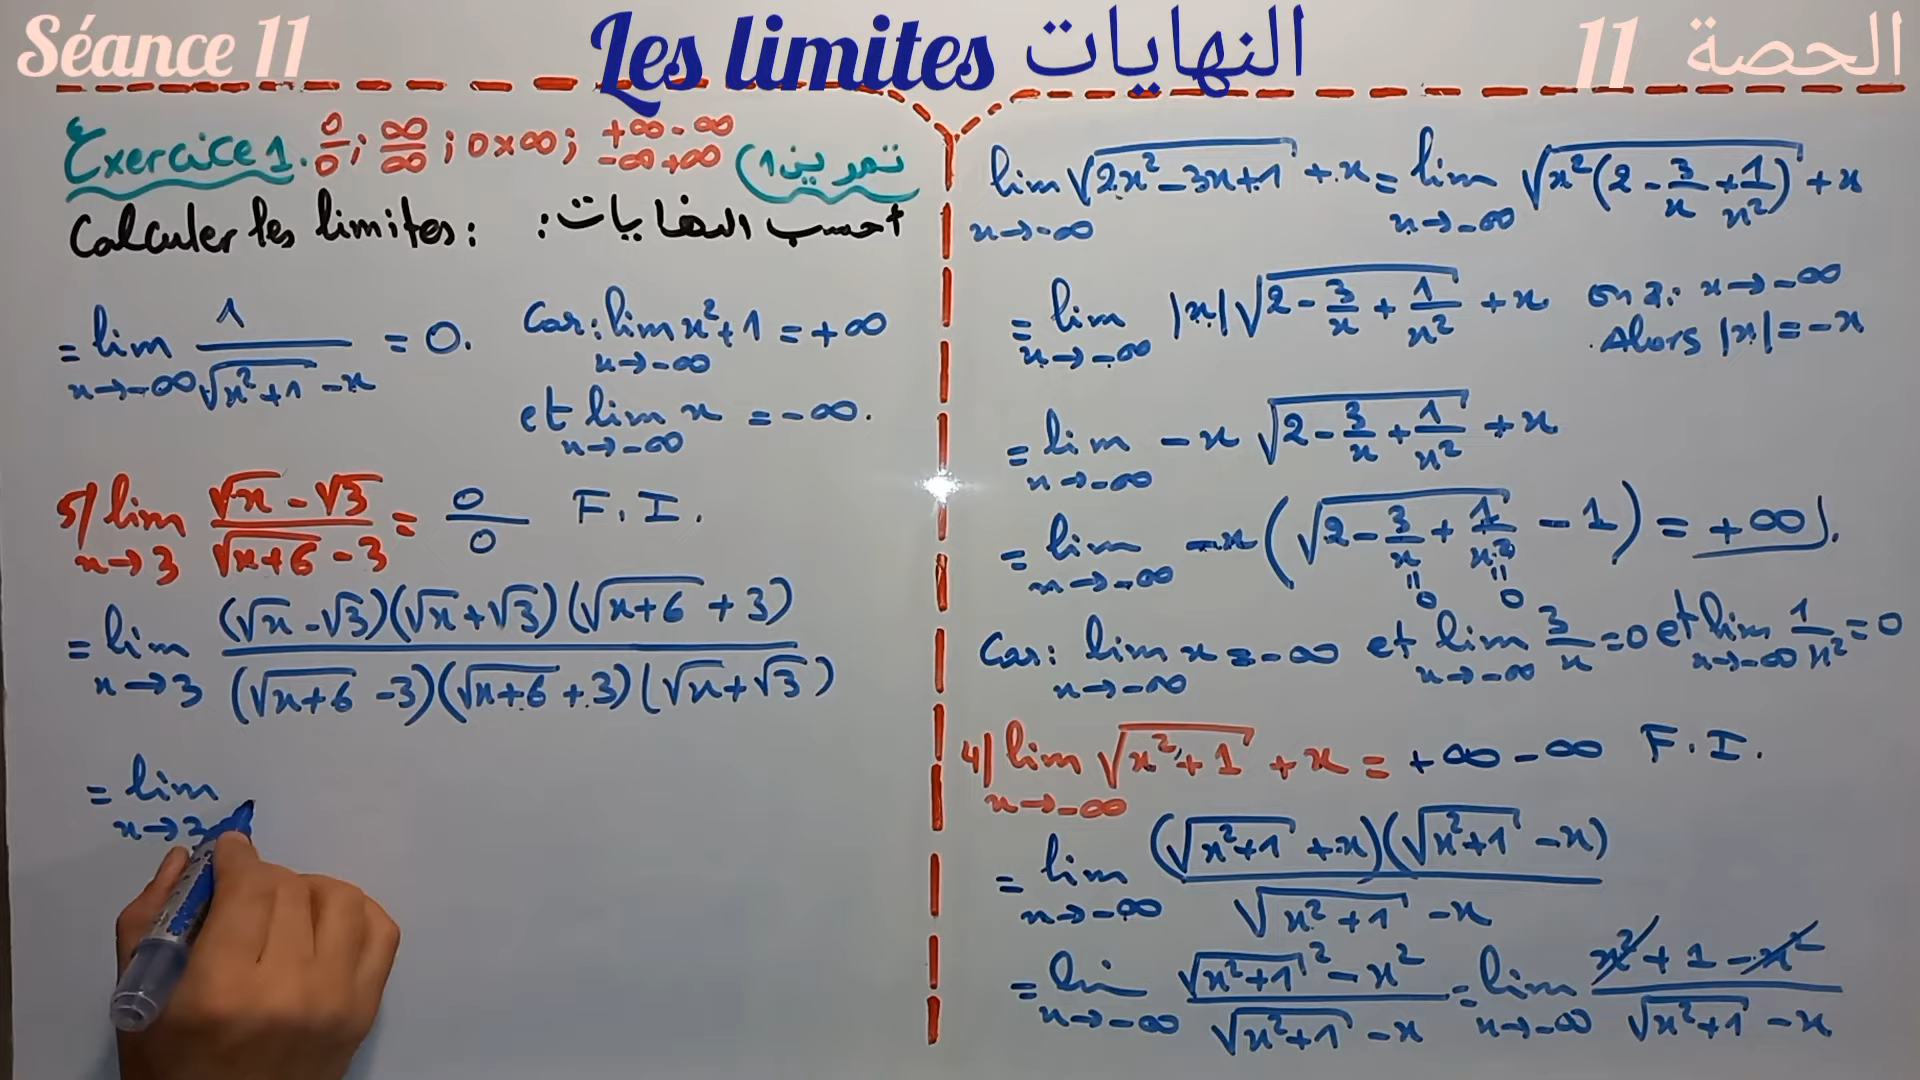 Séance 11
Les limites النهايات
الحصة 11
Exercice 1. 0/0 ; ∞/∞ ; 0×∞ ; +∞-∞ -∞+∞ (تمرين 1
Calculer les limites : احسب النهايات :
= lim x→-∞ 1/(√(x²+1) - x) = 0. Car: lim x→-∞ x²+1 = +∞
et lim x→-∞ x = -∞.
5/ lim x→3 (√x - √3)/(√(x+6) - 3) = 0/0 F.I.
= lim x→3 ((√x - √3)(√x + √3)(√(x+6) + 3))/((√(x+6) - 3)(√(x+6) + 3)(√x + √3))
= lim x→3
lim x→-∞ √(2x² - 3x + 1) + x = lim x→-∞ √(x²(2 - 3/x + 1/x²)) + x
= lim x→-∞ |x|√(2 - 3/x + 1/x²) + x on a: x→-∞
Alors |x| = -x
= lim x→-∞ -x √(2 - 3/x + 1/x²) + x
= lim x→-∞ -x(√(2 - 3/x + 1/x²) - 1) = +∞.
= 0 = 0
Car: lim x→-∞ x = -∞ et lim x→-∞ 3/x = 0 et lim x→-∞ 1/x² = 0
4/ lim x→-∞ √(x²+1) + x = +∞ - ∞ F.I.
= lim x→-∞ ((√(x²+1) + x)(√(x²+1) - x))/(√(x²+1) - x)
= lim x→-∞ (√(x²+1)² - x²)/(√(x²+1) - x) = lim x→-∞ (x² + 1 - x²)/(√(x²+1) - x)